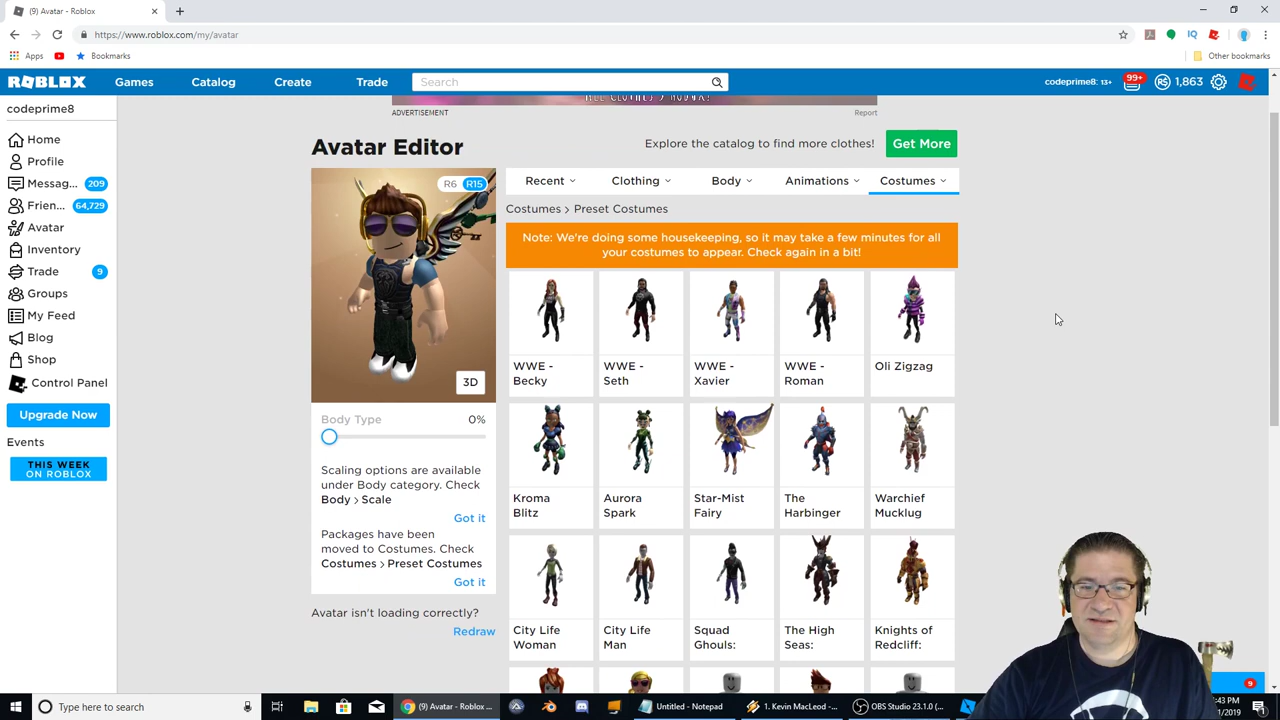 (9) Avatar - Roblox
https://www.roblox.com/my/avatar
Apps
Bookmarks
Other bookmarks
ROBLOX
Games
Catalog
Create
Trade
Search
codeprime8: 13+
99+
1,863
codeprime8
Home
Profile
Messag... 209
Frien... 64,729
Avatar
Inventory
Trade 9
Groups
My Feed
Blog
Shop
Control Panel
Upgrade Now
Events
THIS WEEK
ON ROBLOX
ADVERTISEMENT
Report
Avatar Editor
Explore the catalog to find more clothes!
Get More
R6 R15
3D
Body Type 0%
Scaling options are available
under Body category. Check
Body > Scale
Got it
Packages have been
moved to Costumes. Check
Costumes > Preset Costumes
Got it
Avatar isn't loading correctly?
Redraw
Recent
Clothing
Body
Animations
Costumes
Costumes > Preset Costumes
Note: We're doing some housekeeping, so it may take a few minutes for all
your costumes to appear. Check again in a bit!
WWE -
Becky
WWE -
Seth
WWE -
Xavier
WWE -
Roman
Oli Zigzag
Kroma
Blitz
Aurora
Spark
Star-Mist
Fairy
The
Harbinger
Warchief
Mucklug
City Life
Woman
City Life
Man
Squad
Ghouls:
The High
Seas:
Knights of
Redcliff:
9
Type here to search
(9) Avatar - Roblox ...
Untitled - Notepad
1. Kevin MacLeod -...
OBS Studio 23.1.0 (...
:43 PM
1/2019
1